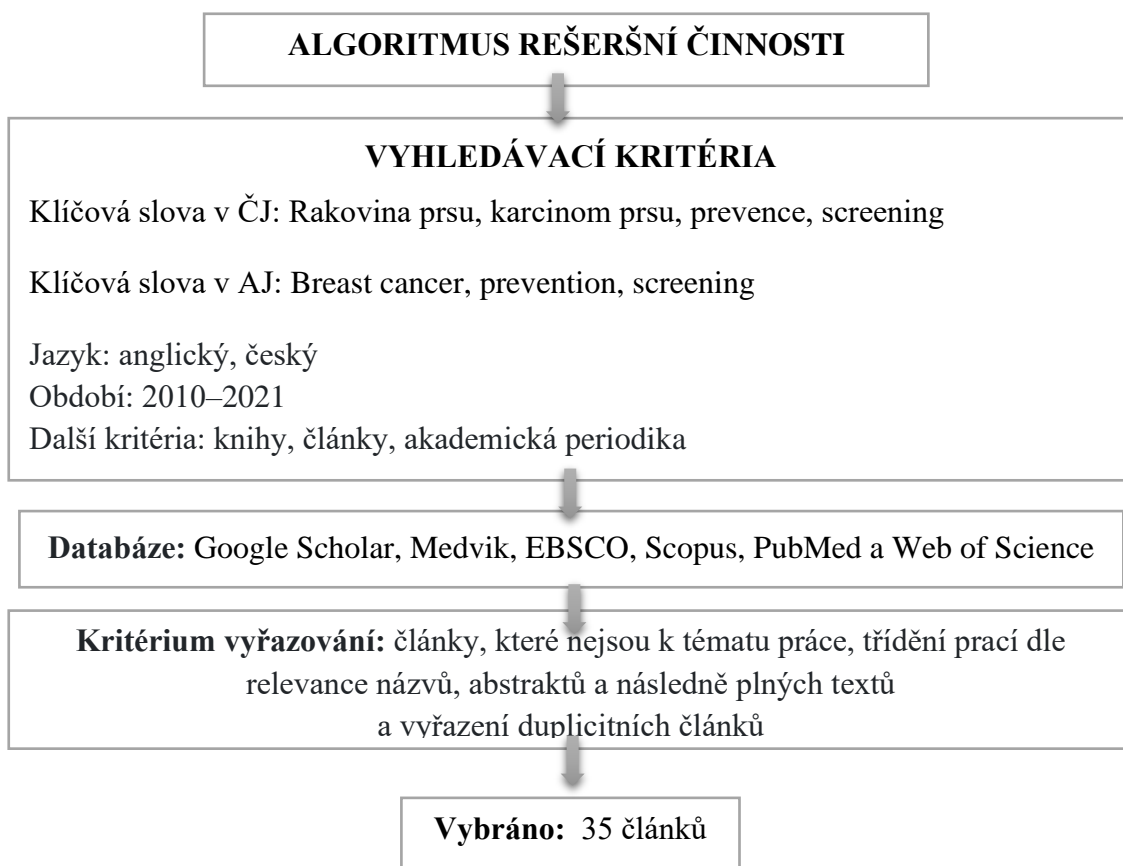 ALGORITMUS REŠERŠNÍ ČINNOSTI
VYHLEDÁVACÍ KRITÉRIA
Klíčová slova v ČJ: Rakovina prsu, karcinom prsu, prevence, screening
Klíčová slova v AJ: Breast cancer, prevention, screening
Jazyk: anglický, český
Období: 2010–2021
Další kritéria: knihy, články, akademická periodika
Databáze: Google Scholar, Medvik, EBSCO, Scopus, PubMed a Web of Science
Kritérium vyřazování: články, které nejsou k tématu práce, třídění prací dle
relevance názvů, abstraktů a následně plných textů
a vyřazení duplicitních článků
Vybráno: 35 článků